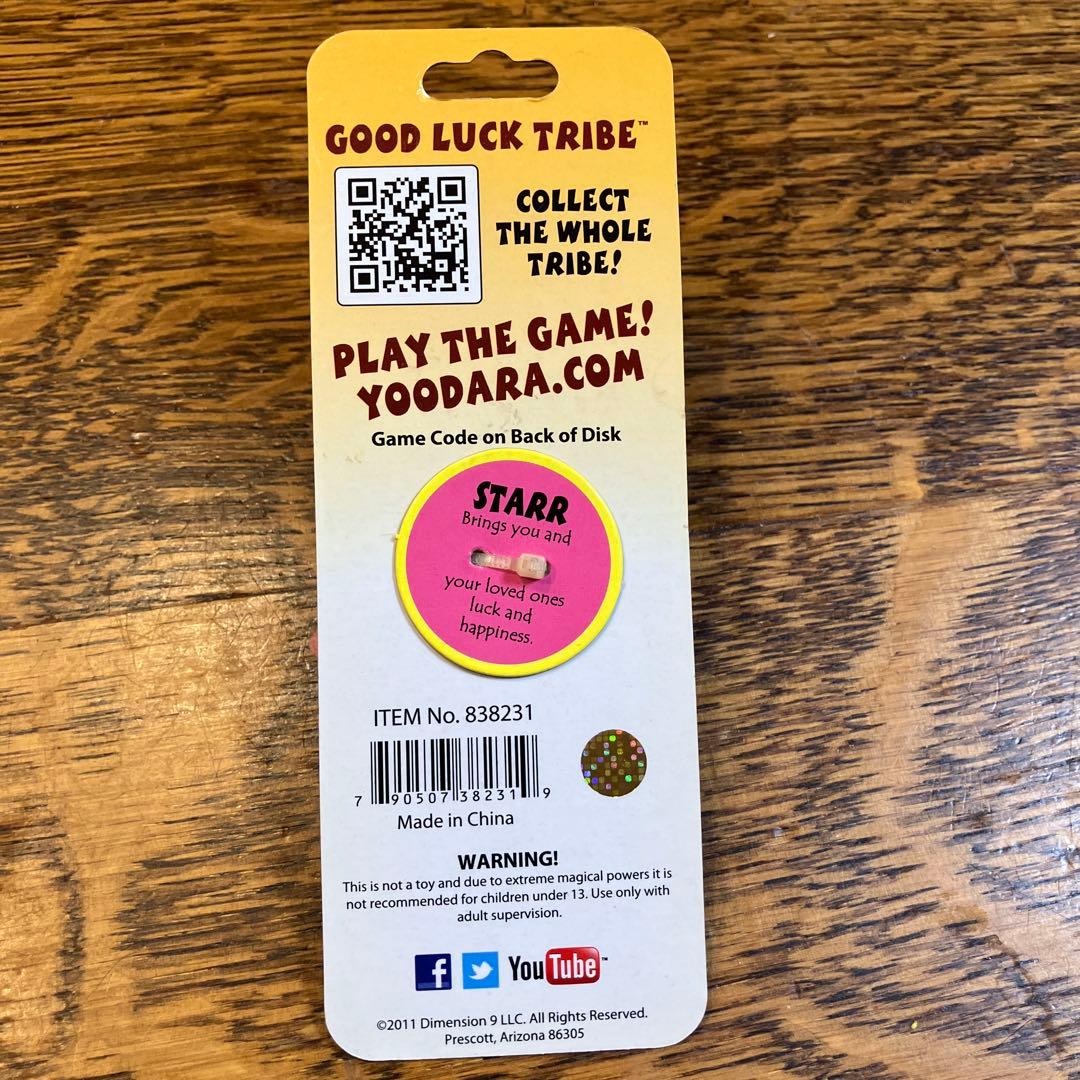 GOOD LUCK TRIBE™
COLLECT
THE WHOLE
TRIBE!
PLAY THE GAME!
YOODARA.COM
Game Code on Back of Disk
STARR
Brings you and
your loved ones
luck and
happiness.
ITEM No. 838231
7 90507 38231 9
Made in China
WARNING!
This is not a toy and due to extreme magical powers it is
not recommended for children under 13. Use only with
adult supervision.
f YouTube™
©2011 Dimension 9 LLC. All Rights Reserved.
Prescott, Arizona 86305